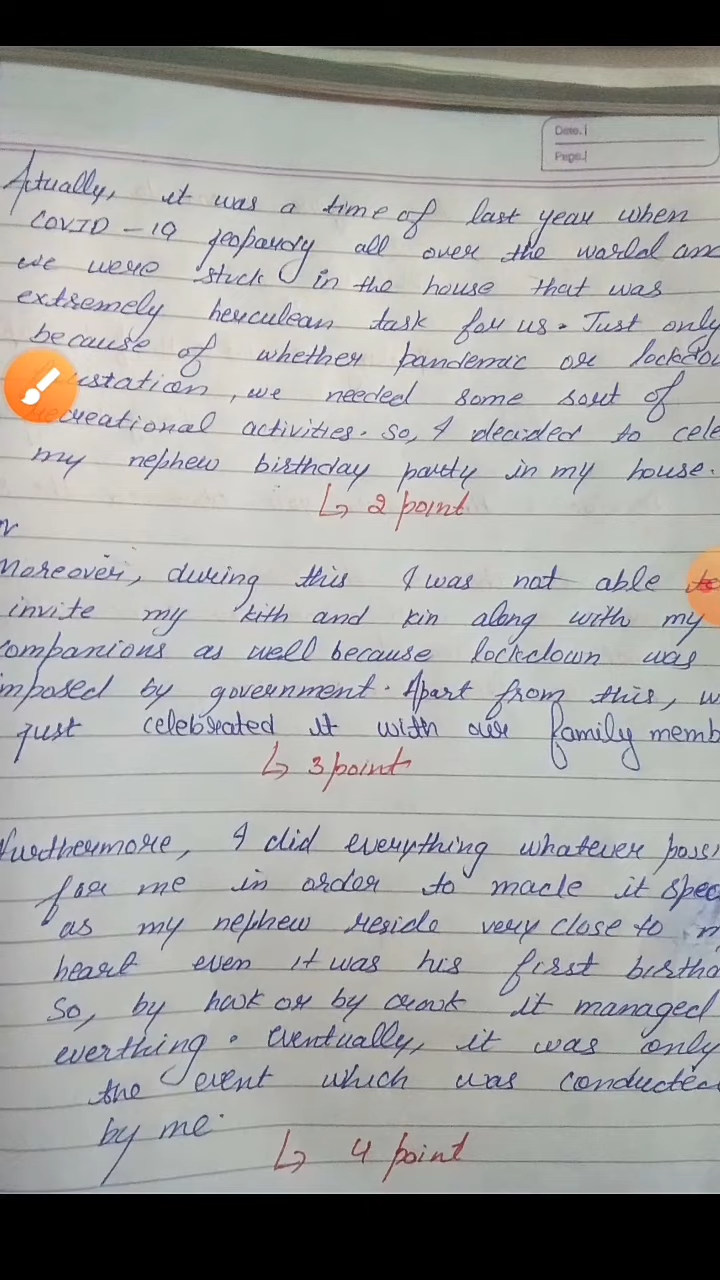 Date.
Page.
Actually, it was a time of last year when
COVID-19 jeopardy all over the world and
we were stuck in the house that was
extremely herculean task for us. Just only
because of whether pandemic or lockdo
ustation, we needed some sort of
recreational activities. So, I decided to cele
my nephew birthday party in my house.
↳ 2 point
Moreover, during this I was not able to
invite my kith and kin along with my
companions as well because lockdown was
imposed by government. Apart from this, w
just celebrated it with our family memb
↳ 3 point
Furthermore, I did everything whatever poss
for me in order to made it spec
as my nephew reside very close to m
heart even it was his first birthd
So, by hook or by crook it managed
everthing. Eventually, it was only
the event which was conducted
by me.
↳ 4 point